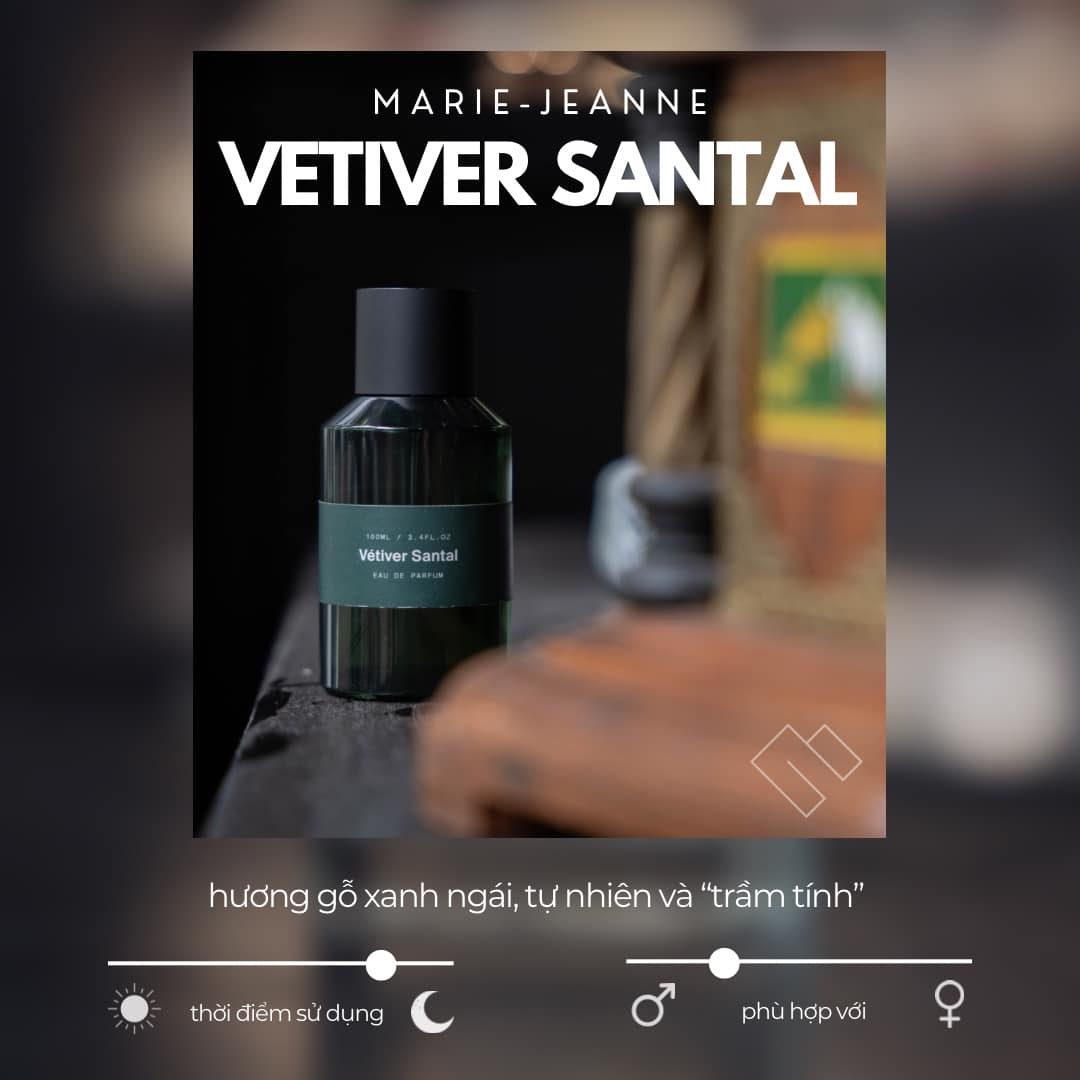 MARIE-JEANNE
VETIVER SANTAL
100ML / 3.4FL.OZ
Vétiver Santal
EAU DE PARFUM
hương gỗ xanh ngái, tự nhiên và “trầm tính”
thời điểm sử dụng
phù hợp với